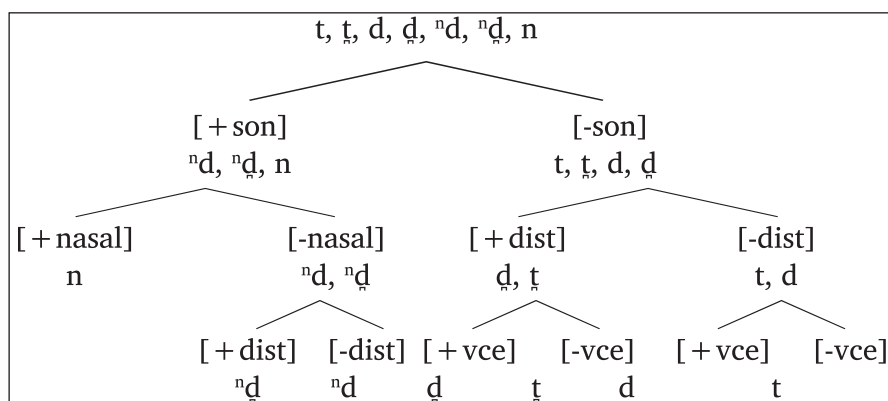 t, t̪, d, d̪, ⁿd, ⁿd̪, n
[+son] [-son]
ⁿd, ⁿd̪, n t, t̪, d, d̪
[+nasal] [-nasal] [+dist] [-dist]
n ⁿd, ⁿd̪ d̪, t̪ t, d
[+dist] [-dist] [+vce] [-vce] [+vce] [-vce]
ⁿd̪ ⁿd d̪ t̪ d t